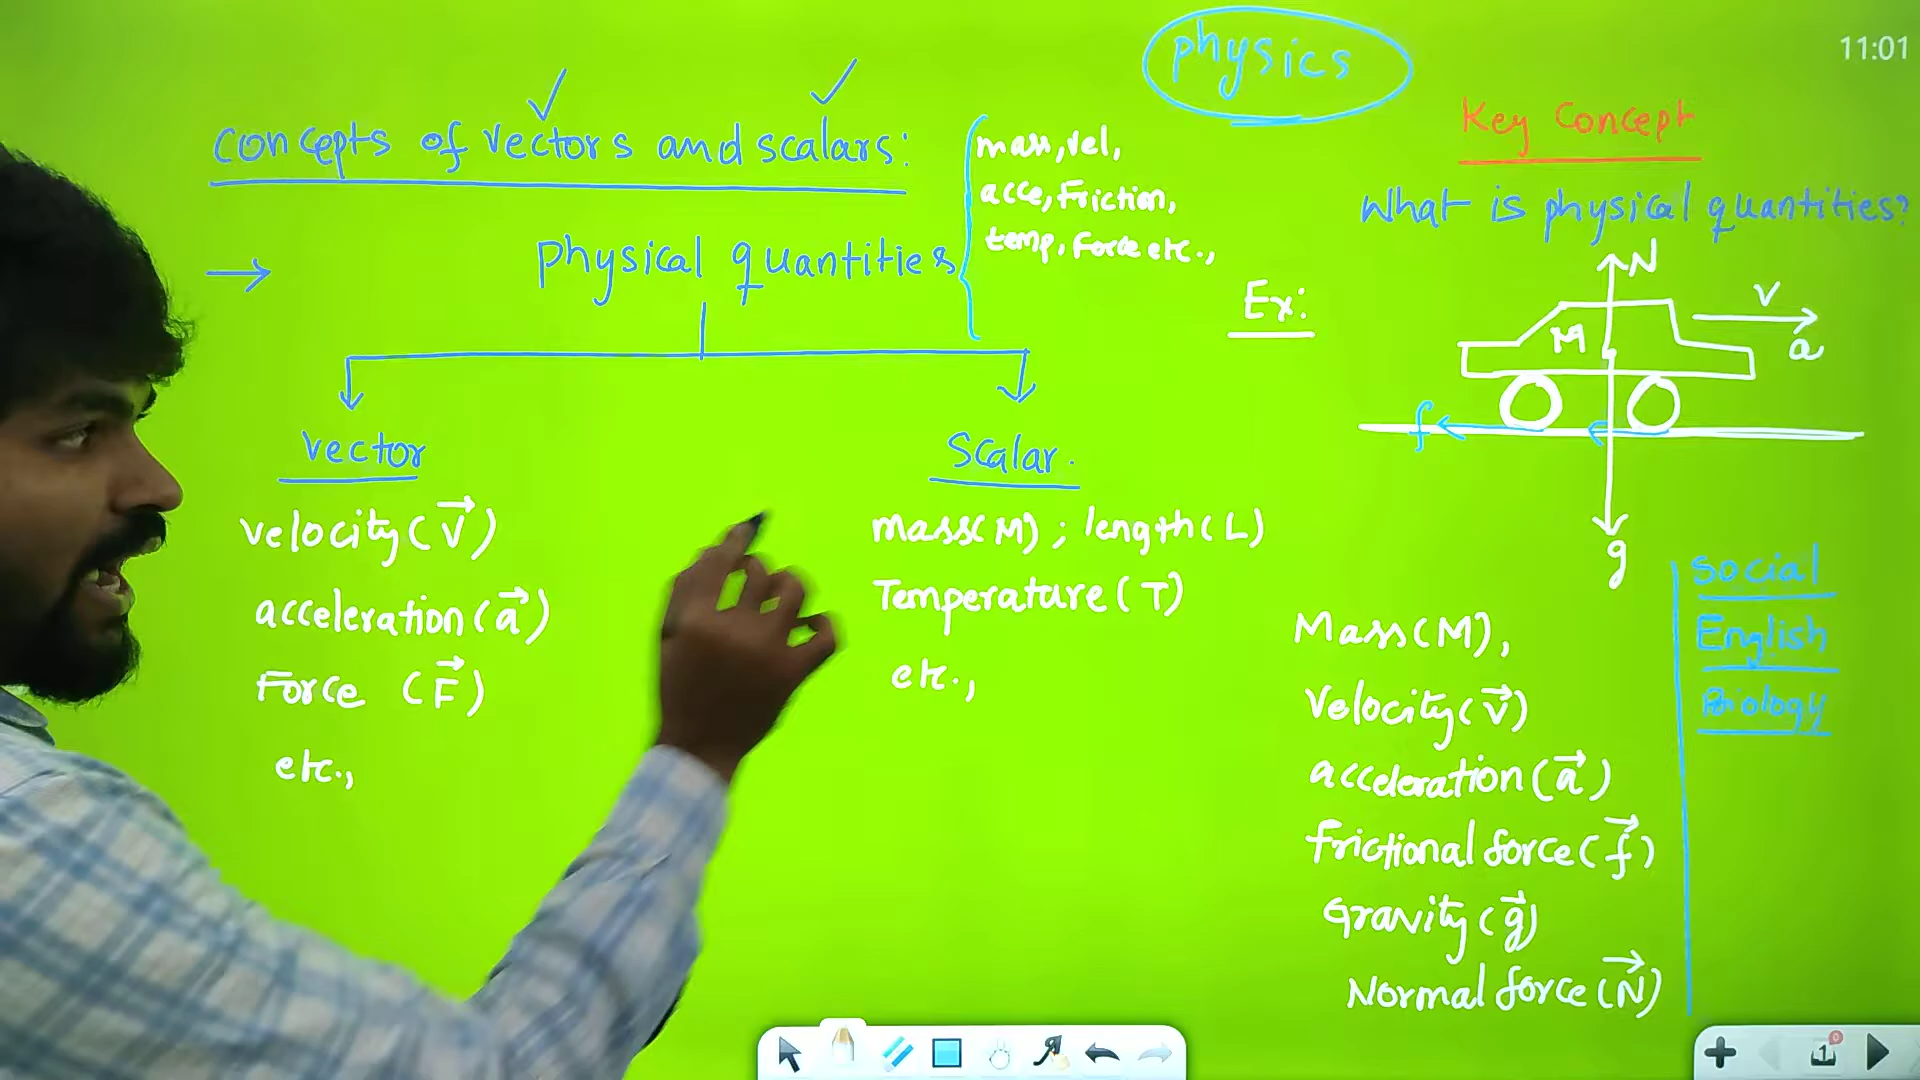 physics
11:01
Key Concept
concepts of vectors and scalars:
mass, vel,
acce, Friction,
temp, Force etc.,
What is physical quantities?
→ physical quantities
Ex:
N
M
v
a
f
g
vector
scalar.
velocity (v⃗)
acceleration (a⃗)
Force (F⃗)
etc.,
mass(M) ; length(L)
Temperature (T)
etc.,
Mass(M),
Velocity(v⃗)
acceleration(a⃗)
frictional force(f⃗)
Gravity(g⃗)
Normal force(N⃗)
Social
English
Biology
1